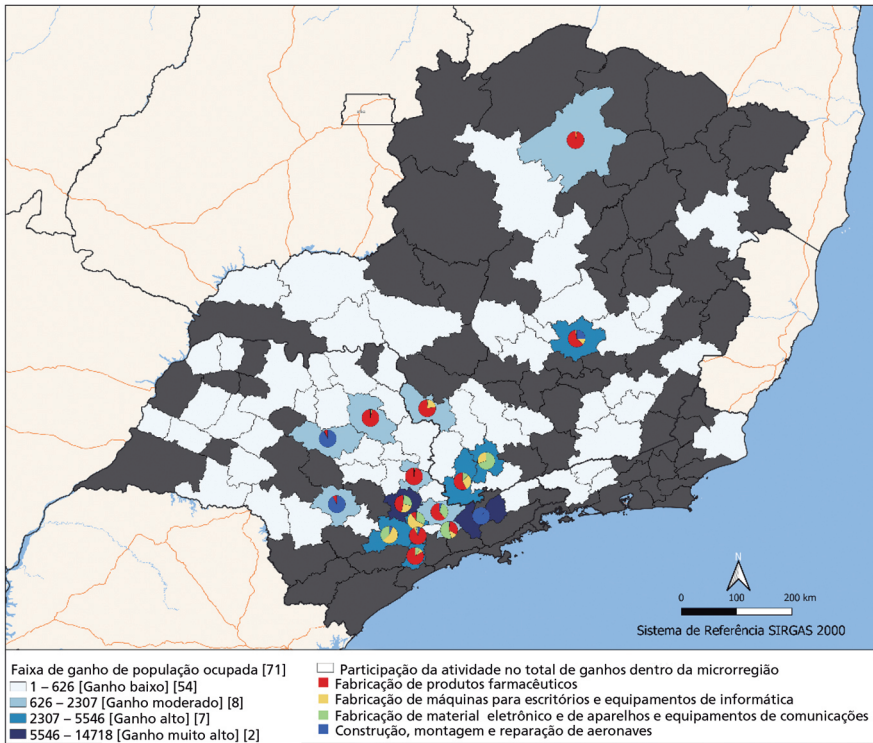 N
0 100 200 km
Sistema de Referência SIRGAS 2000
Faixa de ganho de população ocupada [71]
1 – 626 [Ganho baixo] [54]
626 – 2307 [Ganho moderado] [8]
2307 – 5546 [Ganho alto] [7]
5546 – 14718 [Ganho muito alto] [2]
Participação da atividade no total de ganhos dentro da microrregião
Fabricação de produtos farmacêuticos
Fabricação de máquinas para escritórios e equipamentos de informática
Fabricação de material eletrônico e de aparelhos e equipamentos de comunicações
Construção, montagem e reparação de aeronaves